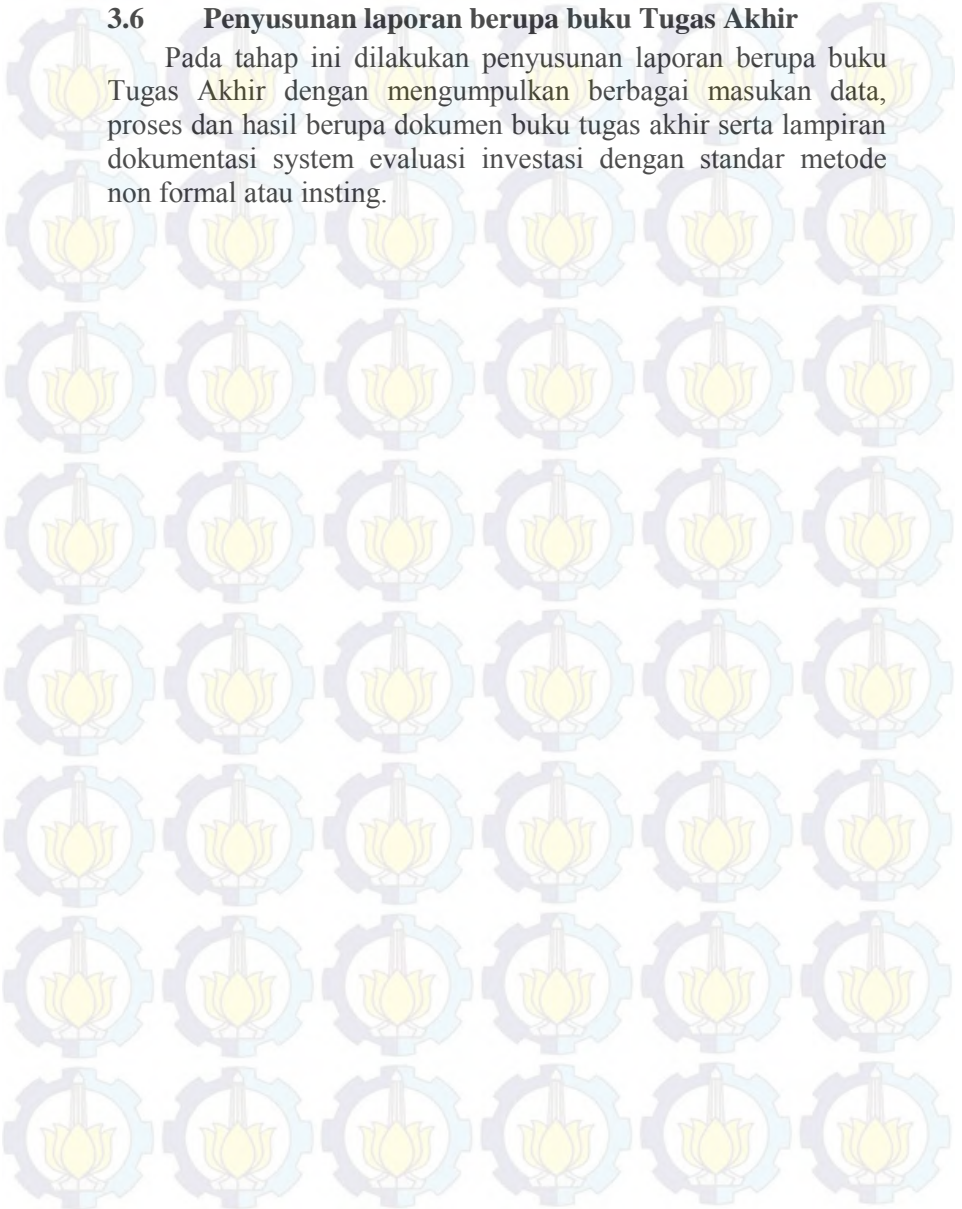 3.6 Penyusunan laporan berupa buku Tugas Akhir
Pada tahap ini dilakukan penyusunan laporan berupa buku
Tugas Akhir dengan mengumpulkan berbagai masukan data,
proses dan hasil berupa dokumen buku tugas akhir serta lampiran
dokumentasi system evaluasi investasi dengan standar metode
non formal atau insting.